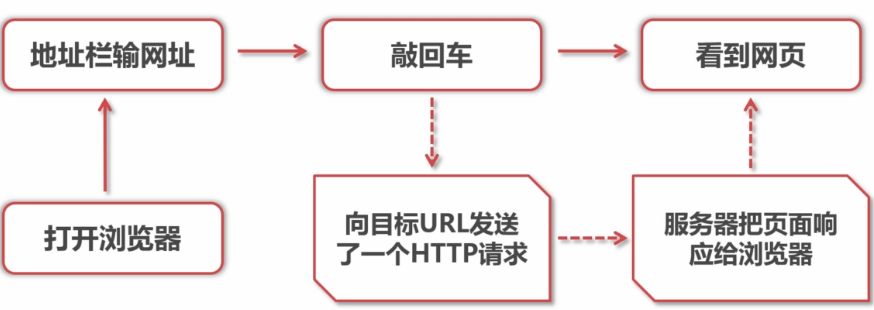 地址栏输网址
敲回车
看到网页
打开浏览器
向目标URL发送
了一个HTTP请求
服务器把页面响
应给浏览器